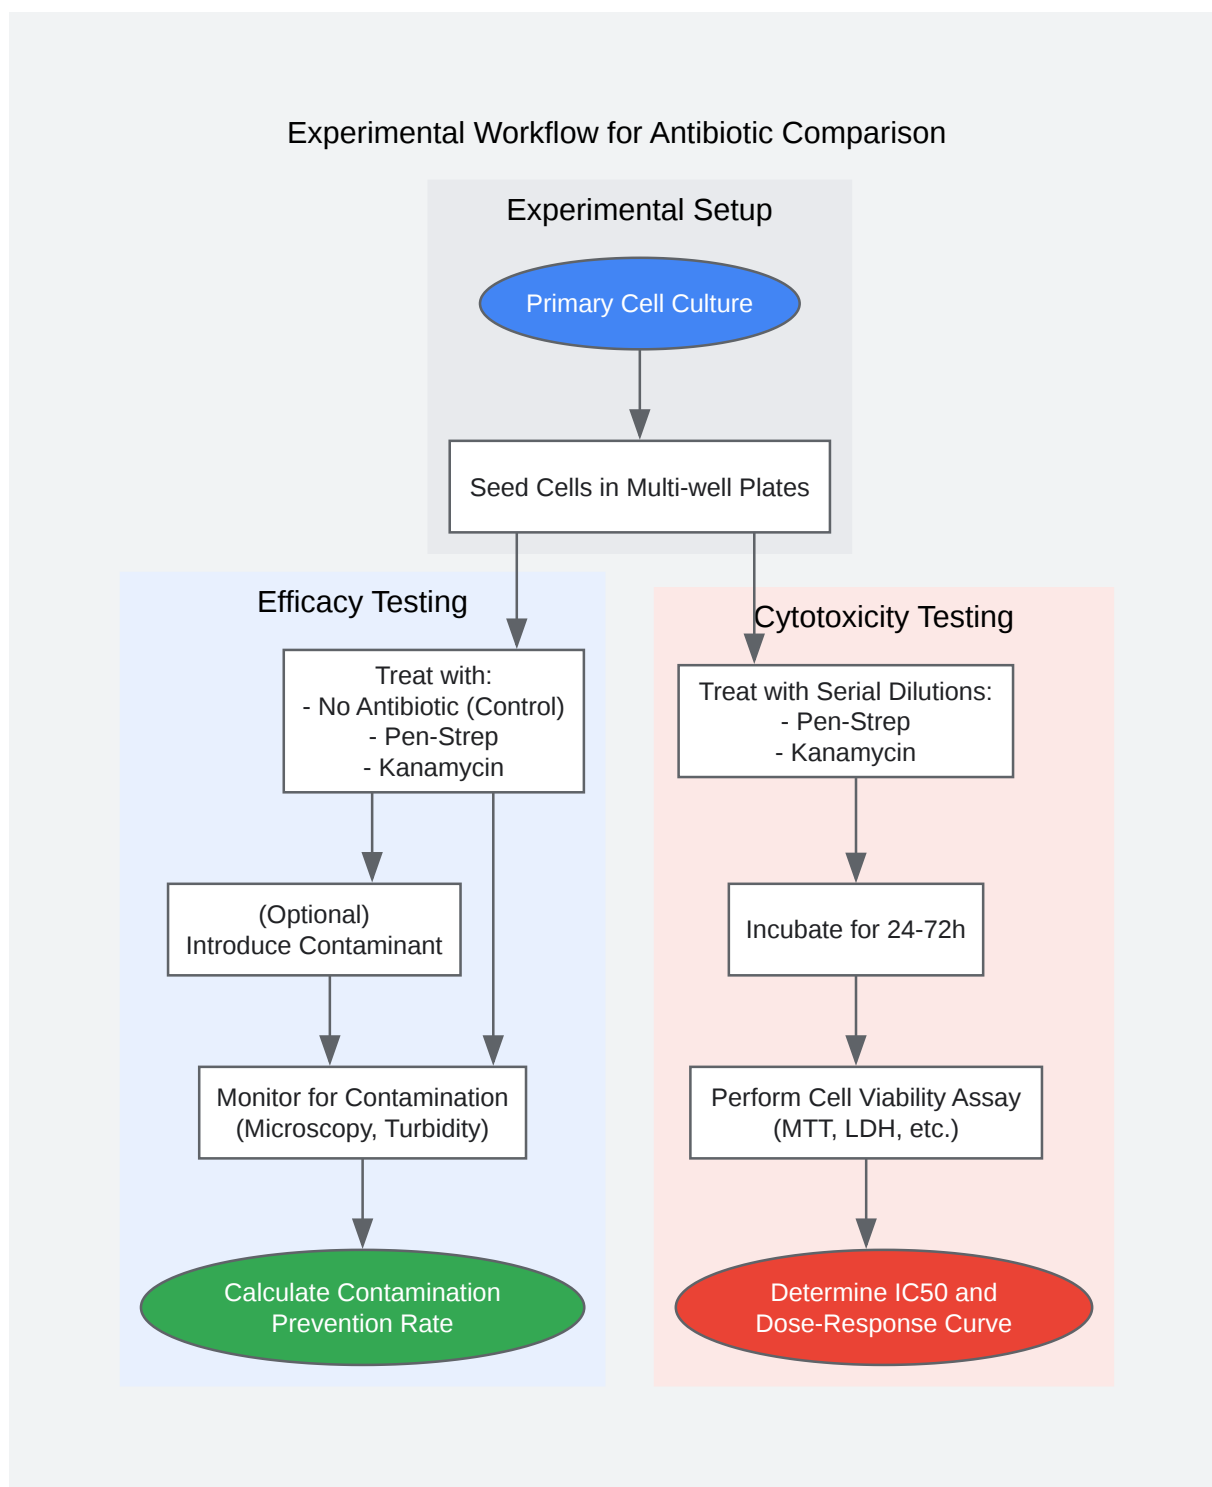 Experimental Workflow for Antibiotic Comparison
Experimental Setup
Primary Cell Culture
Seed Cells in Multi-well Plates
Efficacy Testing
Treat with:
- No Antibiotic (Control)
- Pen-Strep
- Kanamycin
(Optional)
Introduce Contaminant
Monitor for Contamination
(Microscopy, Turbidity)
Calculate Contamination
Prevention Rate
Cytotoxicity Testing
Treat with Serial Dilutions:
- Pen-Strep
- Kanamycin
Incubate for 24-72h
Perform Cell Viability Assay
(MTT, LDH, etc.)
Determine IC50 and
Dose-Response Curve